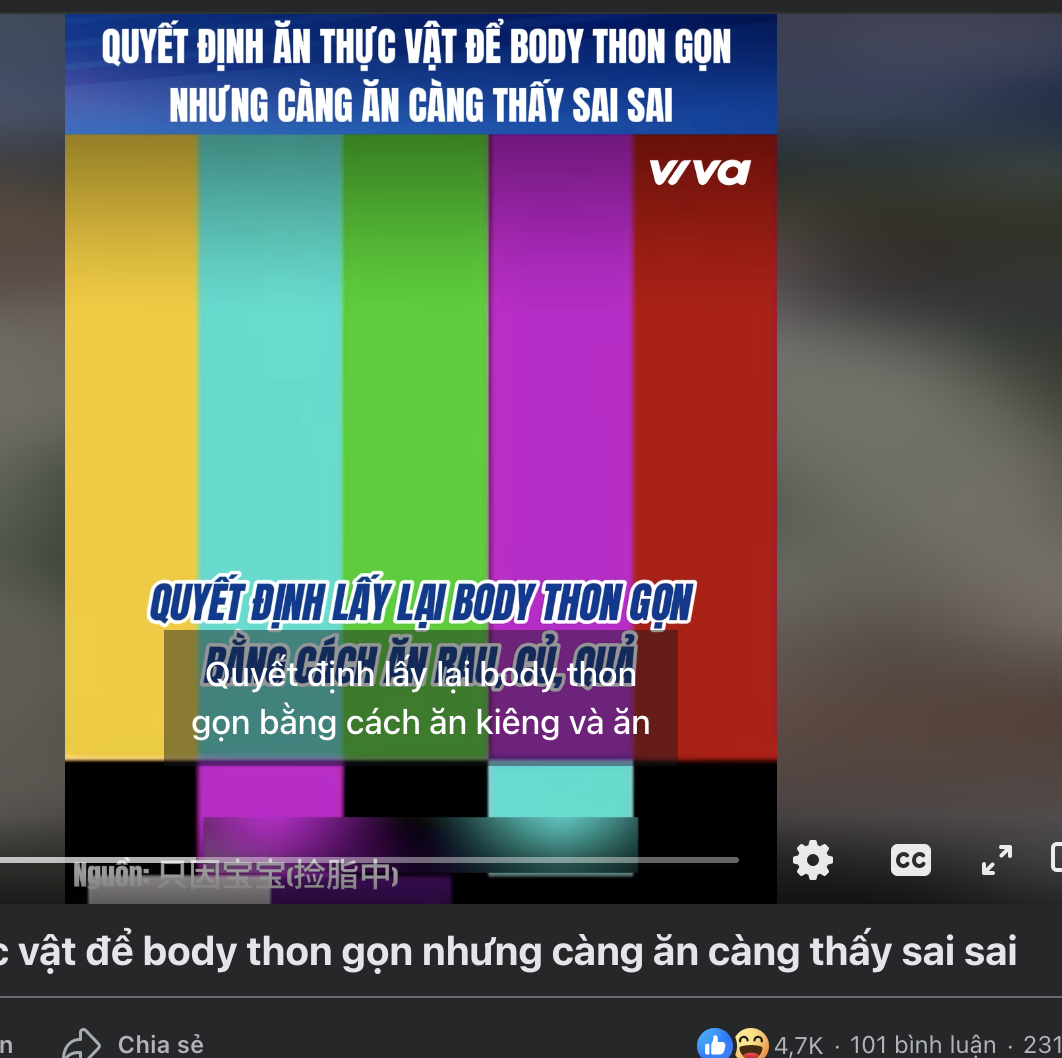 QUYẾT ĐỊNH ĂN THỰC VẬT ĐỂ BODY THON GỌN
NHƯNG CÀNG ĂN CÀNG THẤY SAI SAI
viva
QUYẾT ĐỊNH LẤY LẠI BODY THON GỌN
BẰNG CÁCH ĂN RAU, CỦ, QUẢ
Quyết định lấy lại body thon
gọn bằng cách ăn kiêng và ăn
Nguồn: 只因宝宝(捡脂中)
CC
c vật để body thon gọn nhưng càng ăn càng thấy sai sai
n Chia sẻ 4,7K · 101 bình luận · 231